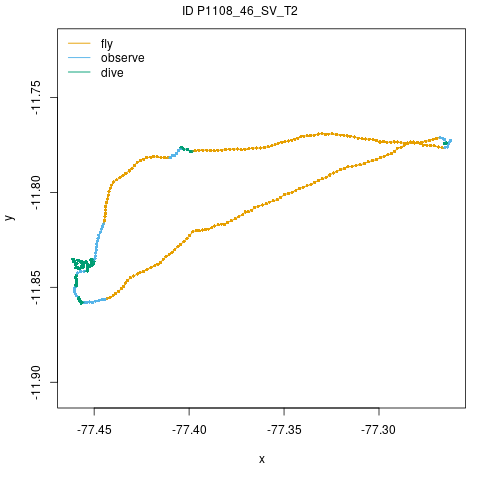 ID P1108_46_SV_T2
fly
observe
dive
-11.75
-11.80
-11.85
-11.90
y
-77.45
-77.40
-77.35
-77.30
x